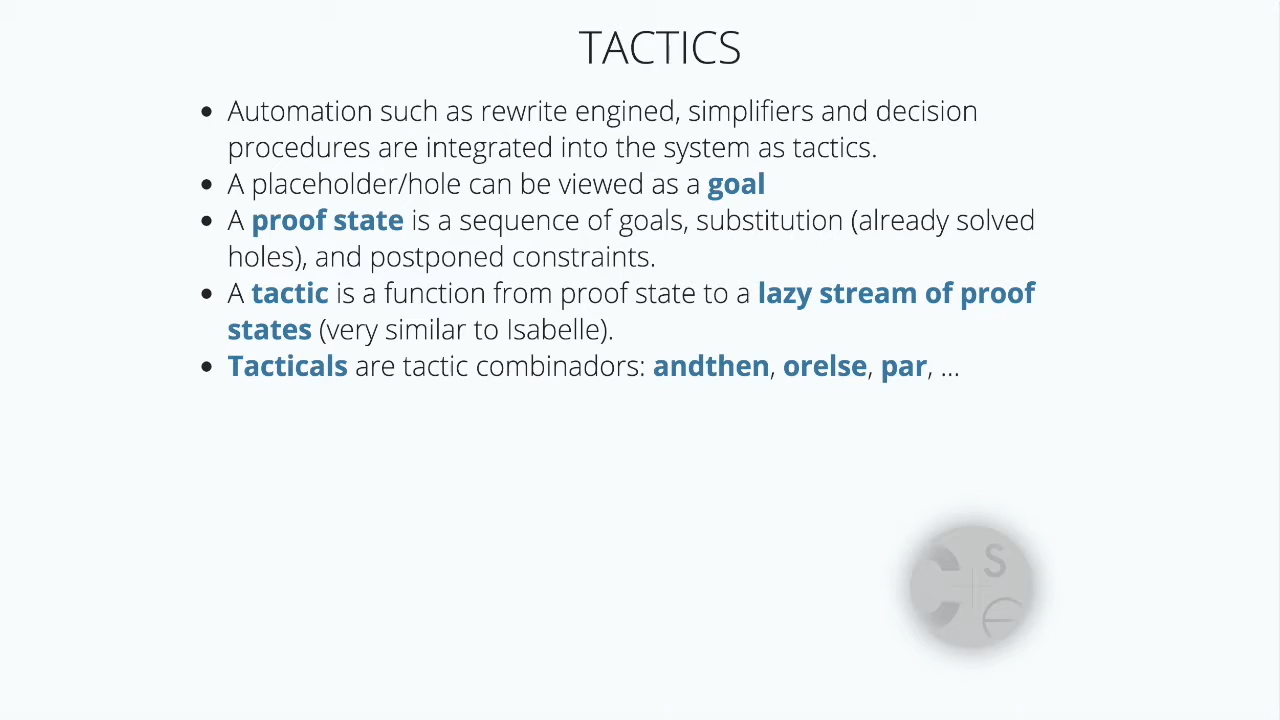 TACTICS
• Automation such as rewrite engined, simplifiers and decision
procedures are integrated into the system as tactics.
• A placeholder/hole can be viewed as a goal
• A proof state is a sequence of goals, substitution (already solved
holes), and postponed constraints.
• A tactic is a function from proof state to a lazy stream of proof
states (very similar to Isabelle).
• Tacticals are tactic combinadors: andthen, orelse, par, ...
C S